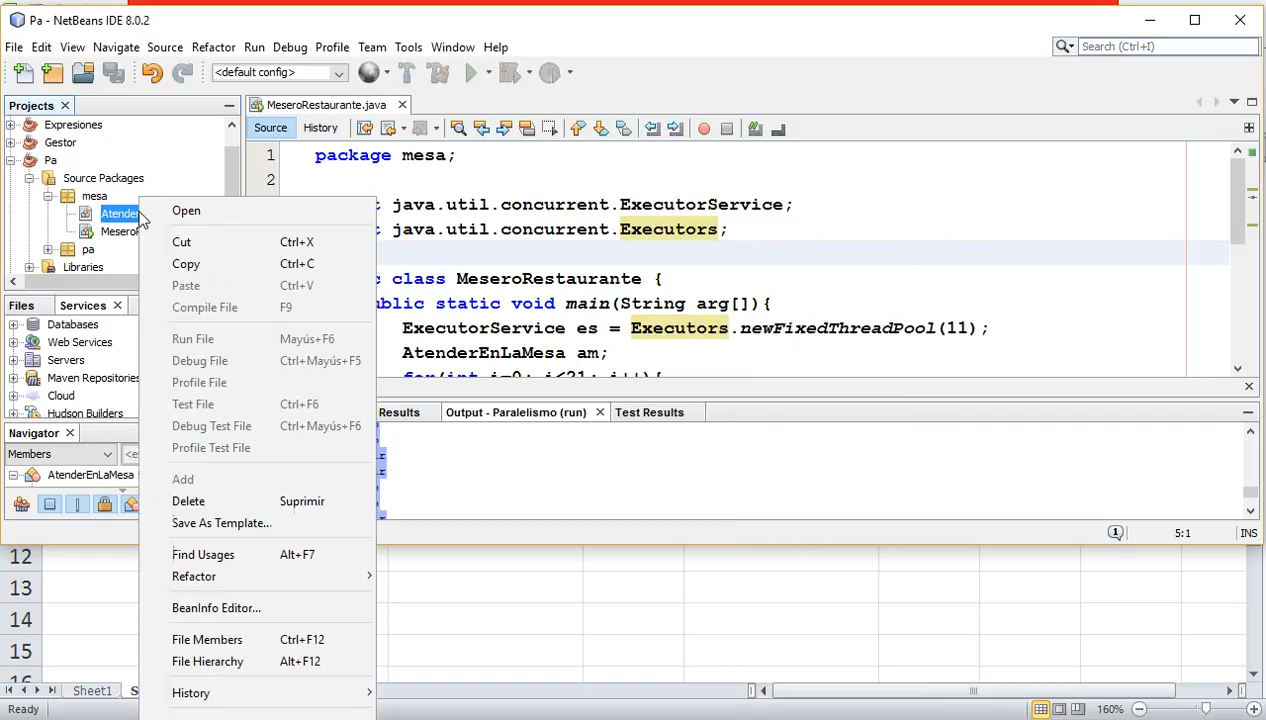 Pa - NetBeans IDE 8.0.2
File Edit View Navigate Source Refactor Run Debug Profile Team Tools Window Help
Search (Ctrl+I)
<default config>
Projects
Expresiones
Gestor
Pa
Source Packages
mesa
Atender
pa
Libraries
Files Services
Databases
Web Services
Servers
Maven Repositories
Cloud
Hudson Builders
Navigator
Members
AtenderEnLaMesa
Open
Cut Ctrl+X
Copy Ctrl+C
Paste Ctrl+V
Compile File F9
Run File Mayús+F6
Debug File Ctrl+Mayús+F5
Profile File
Test File Ctrl+F6
Debug Test File Ctrl+Mayús+F6
Profile Test File
Add
Delete Suprimir
Save As Template...
Find Usages Alt+F7
Refactor
BeanInfo Editor...
File Members Ctrl+F12
File Hierarchy Alt+F12
History
MeseroRestaurante.java
Source History
1 package mesa;
2
t java.util.concurrent.ExecutorService;
t java.util.concurrent.Executors;
c class MeseroRestaurante {
ublic static void main(String arg[]){
ExecutorService es = Executors.newFixedThreadPool(11);
AtenderEnLaMesa am;
for(int i=0; i<21; i++){
Results Output - Paralelismo (run) Test Results
5:1 INS
12
13
14
15
16
Sheet1
Ready
160%